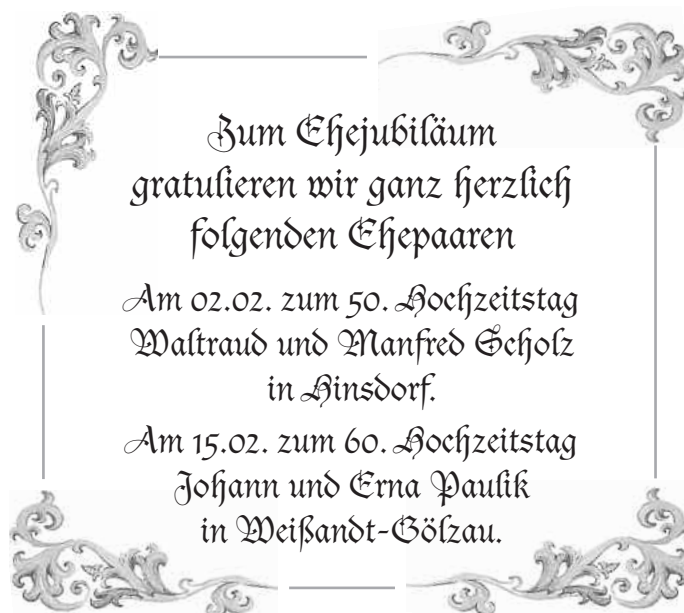 Zum Ehejubiläum
gratulieren wir ganz herzlich
folgenden Ehepaaren
Am 02.02. zum 50. Hochzeitstag
Waltraud und Manfred Scholz
in Hinsdorf.
Am 15.02. zum 60. Hochzeitstag
Johann und Erna Paulik
in Weißandt-Gölzau.